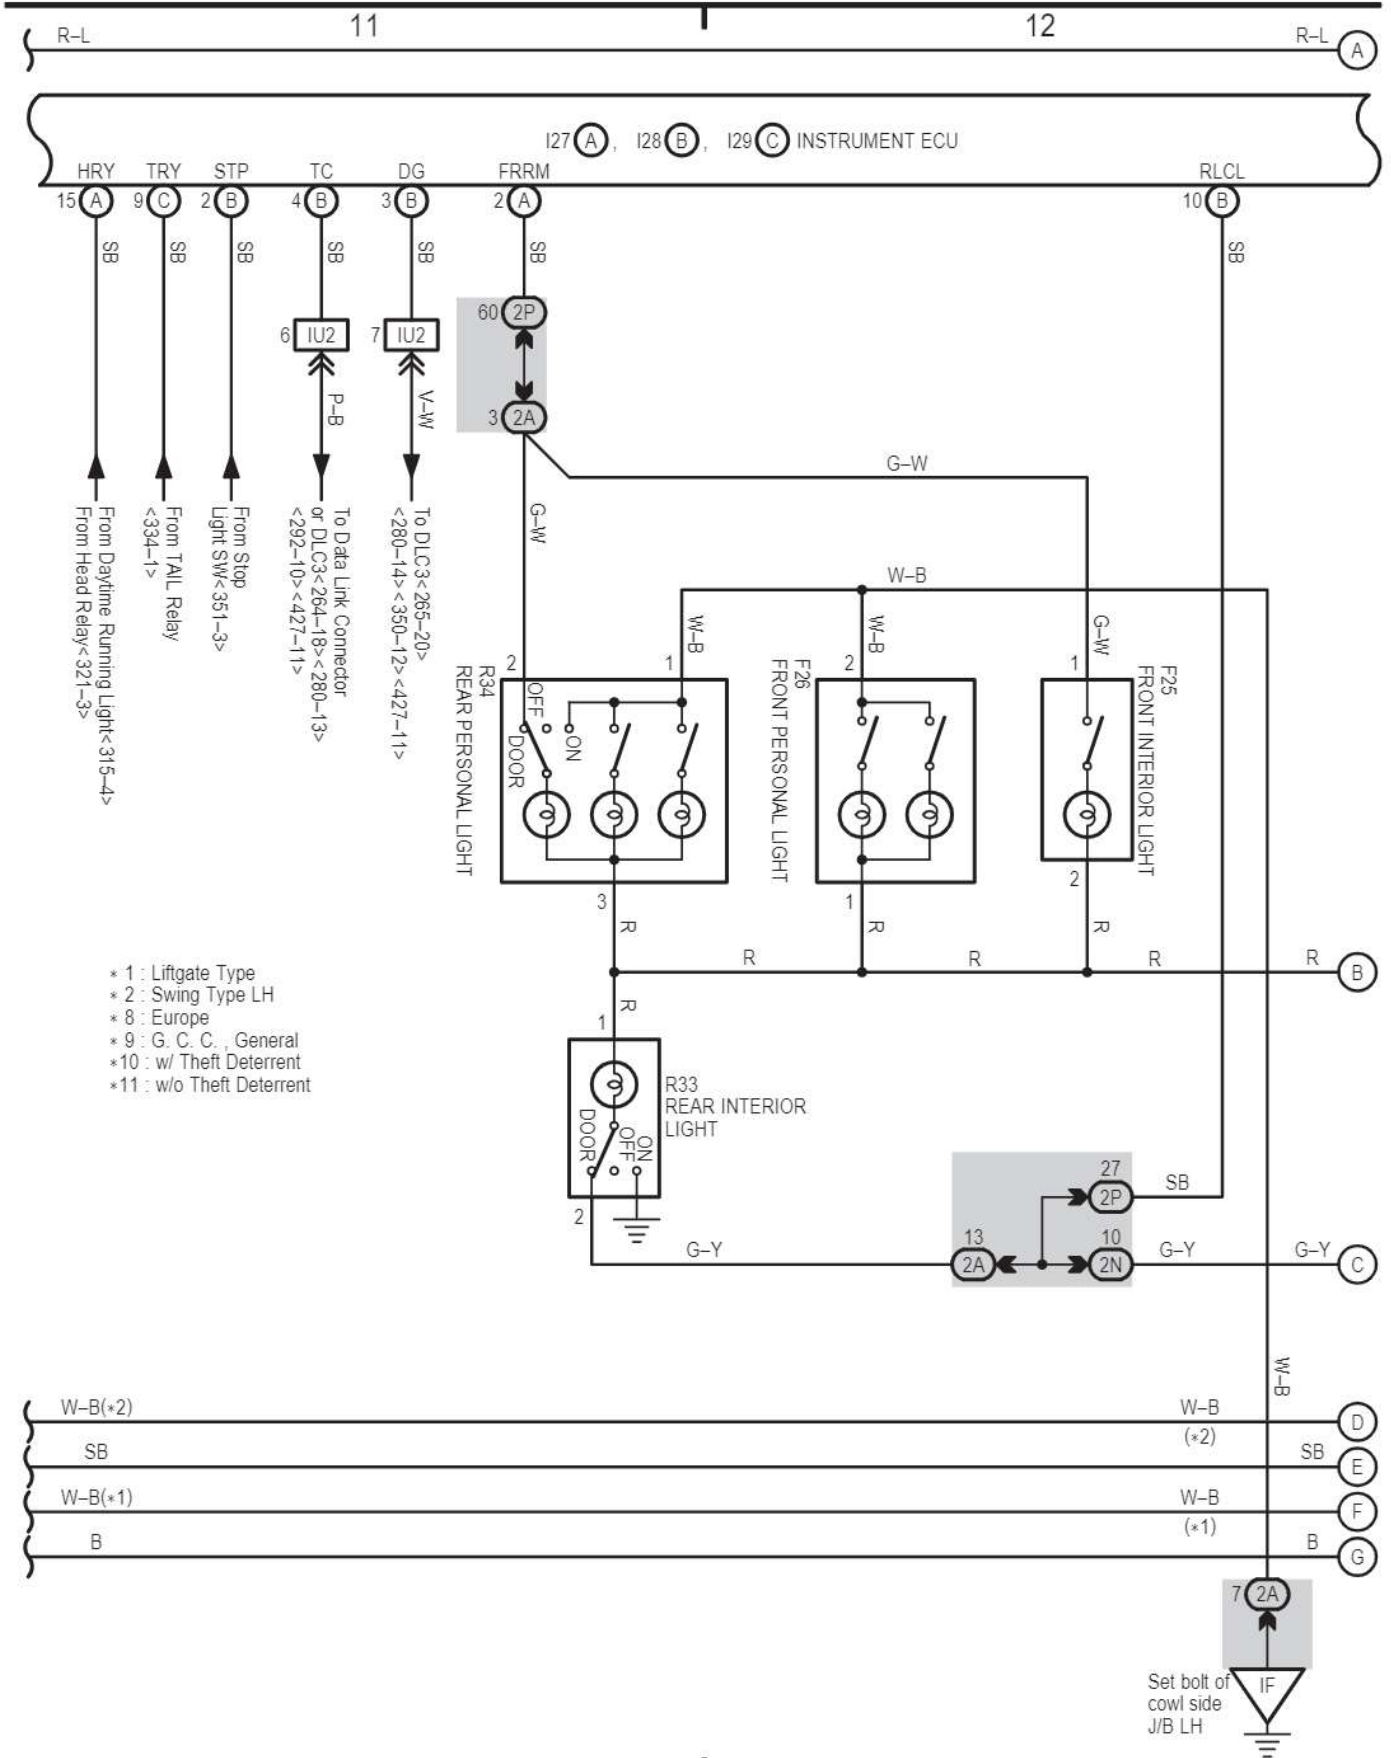 11
12
R–L
R–L
A
I27 A , I28 B , I29 C INSTRUMENT ECU
HRY
TRY
STP
TC
DG
FRRM
RLCL
15 A
9 C
2 B
4 B
3 B
2 A
10 B
SB
SB
SB
SB
SB
SB
SB
60 2P
6 IU2
7 IU2
P–B
V–W
3 2A
G–W
G–W
From Daytime Running Light<315–4>
From Head Relay<321–3>
From TAIL Relay
<334–1>
From Stop
Light SW<351–3>
To Data Link Connector
or DLC3<264–18><280–13>
<292–10><427–11>
To DLC3<265–20>
<280–14><350–12><427–11>
W–B
W–B
W–B
G–W
2
1
2
1
R34
REAR PERSONAL LIGHT
OFF
DOOR
ON
F26
FRONT PERSONAL LIGHT
F25
FRONT INTERIOR LIGHT
3
1
2
R
R
R
R
R
R
R
B
∗ 1 : Liftgate Type
∗ 2 : Swing Type LH
∗ 8 : Europe
∗ 9 : G. C. C. , General
∗10 : w/ Theft Deterrent
∗11 : w/o Theft Deterrent
R
1
R33
REAR INTERIOR
LIGHT
DOOR
OFF
ON
2
27
2P
SB
G–Y
13
2A
10
2N
G–Y
G–Y
C
W–B
W–B(∗2)
W–B
(∗2)
D
SB
SB
E
W–B(∗1)
W–B
(∗1)
F
B
B
G
7 2A
Set bolt of
cowl side
J/B LH
IF